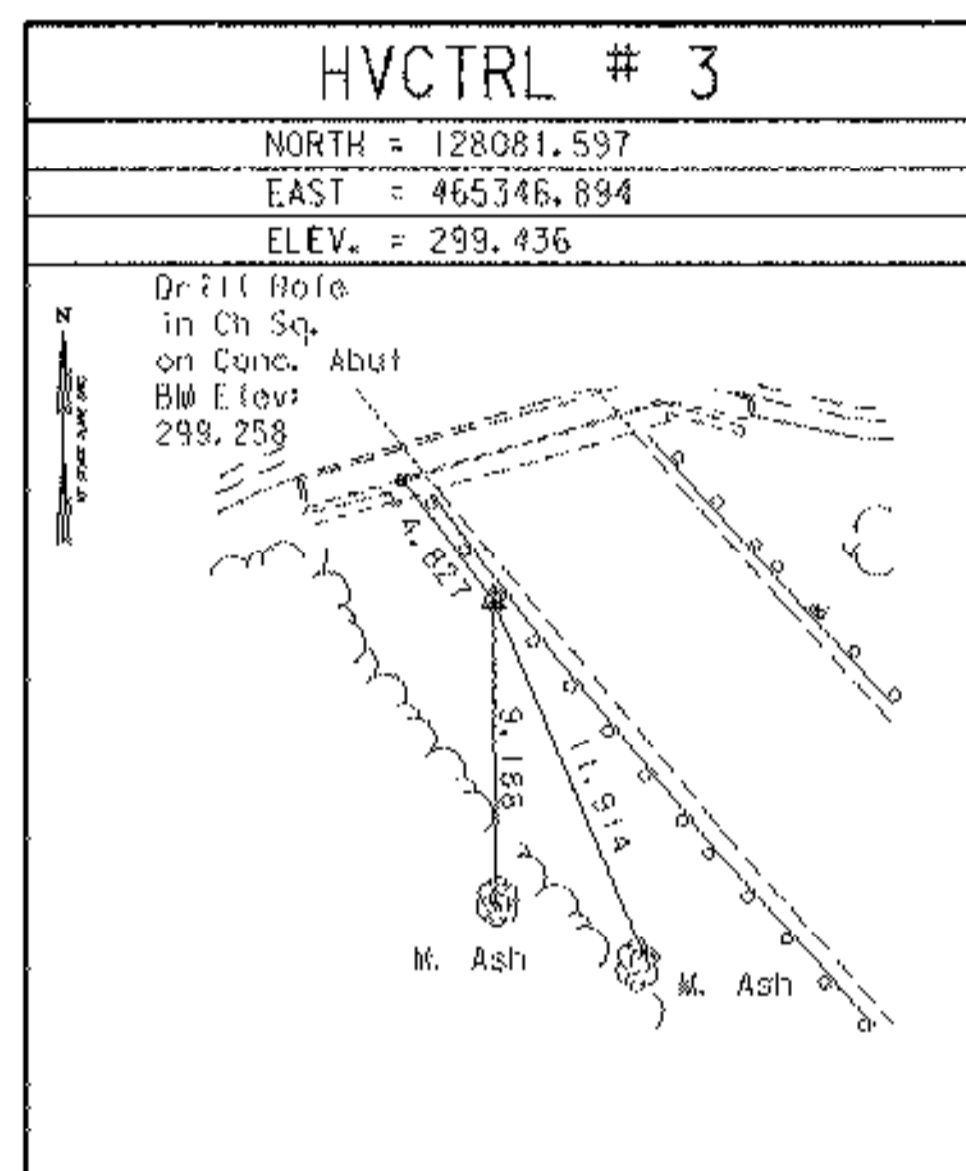 HVCTRL # 3
NORTH = 128081.597
EAST = 465346.894
ELEV. = 299.436
Drill Hole
in Ch Sq.
on Conc. Abut
BM Elev:
299.258
N
4.827
9.188
11.914
M. Ash
M. Ash